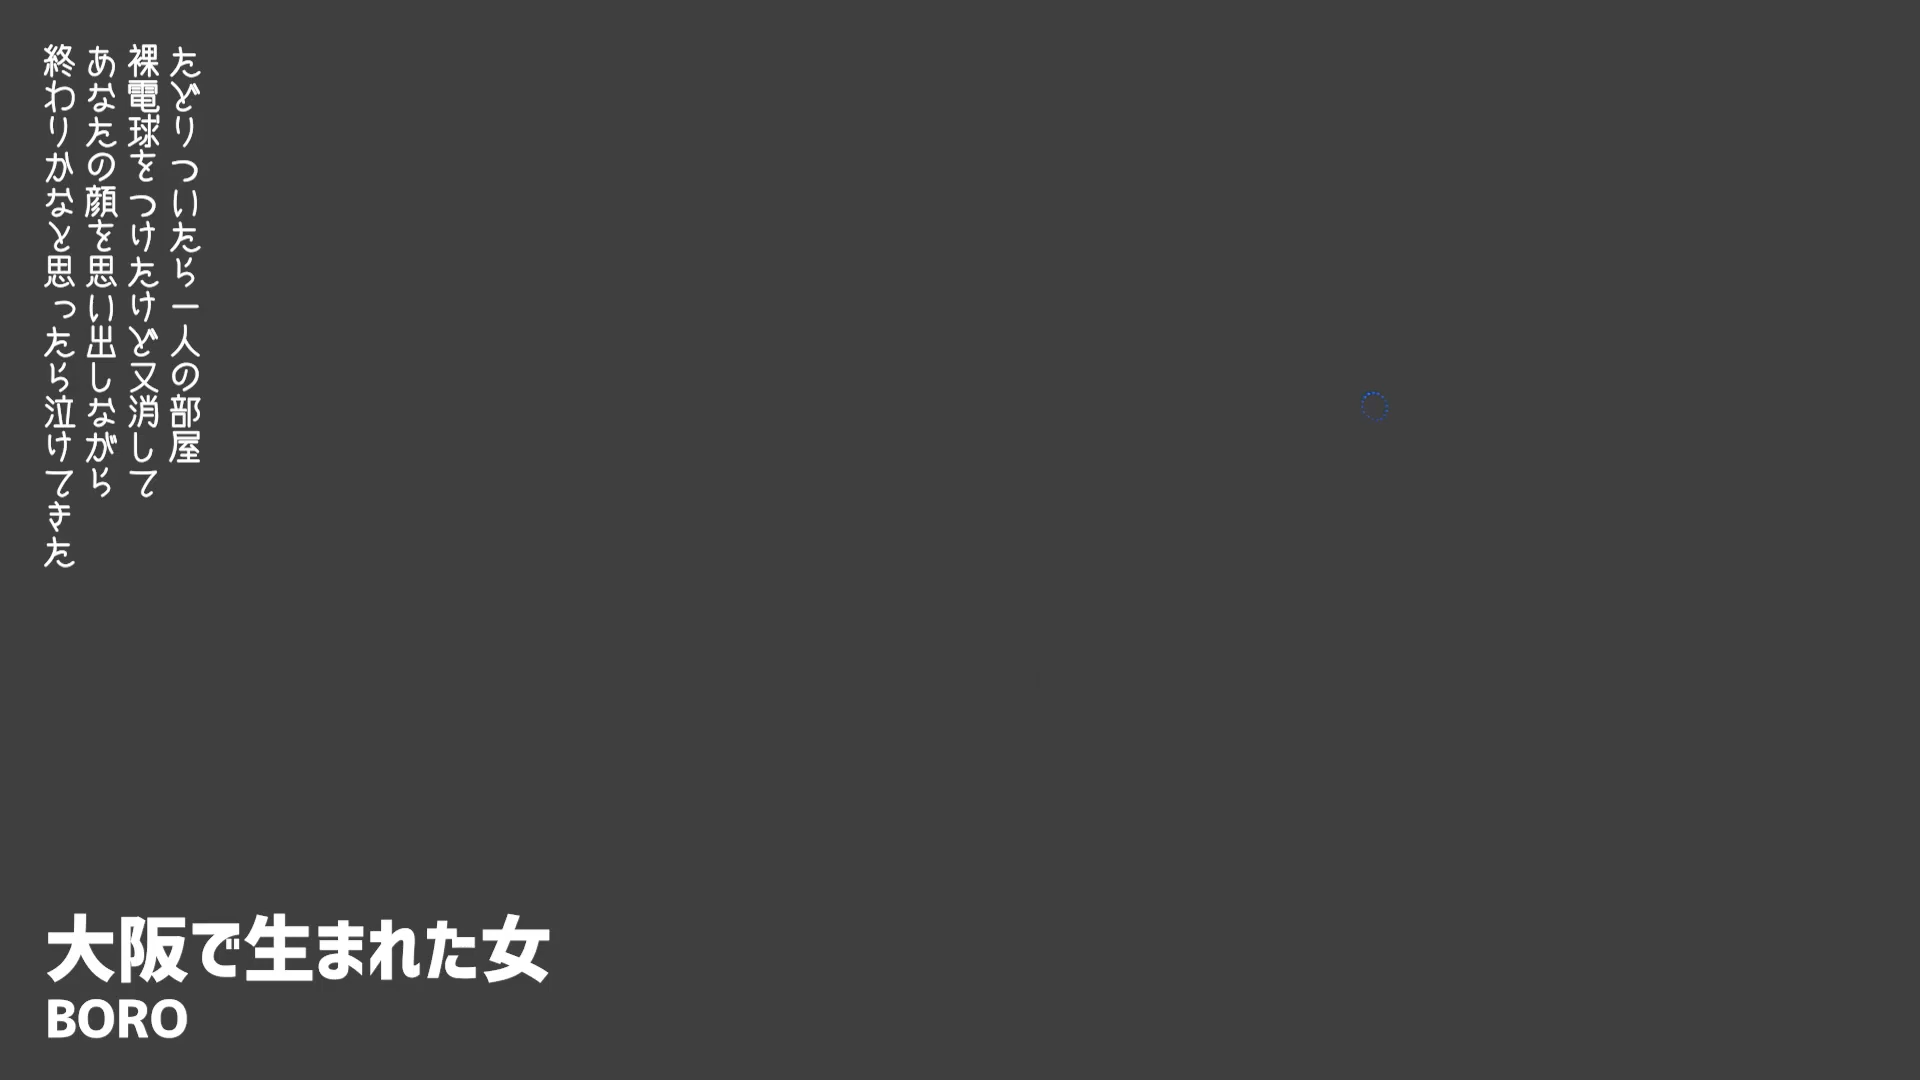 たどりついたら一人の部屋
裸電球をつけたけど又消して
あなたの顔を思い出しながら
終わりかなと思ったら泣けてきた
大阪で生まれた女
BORO